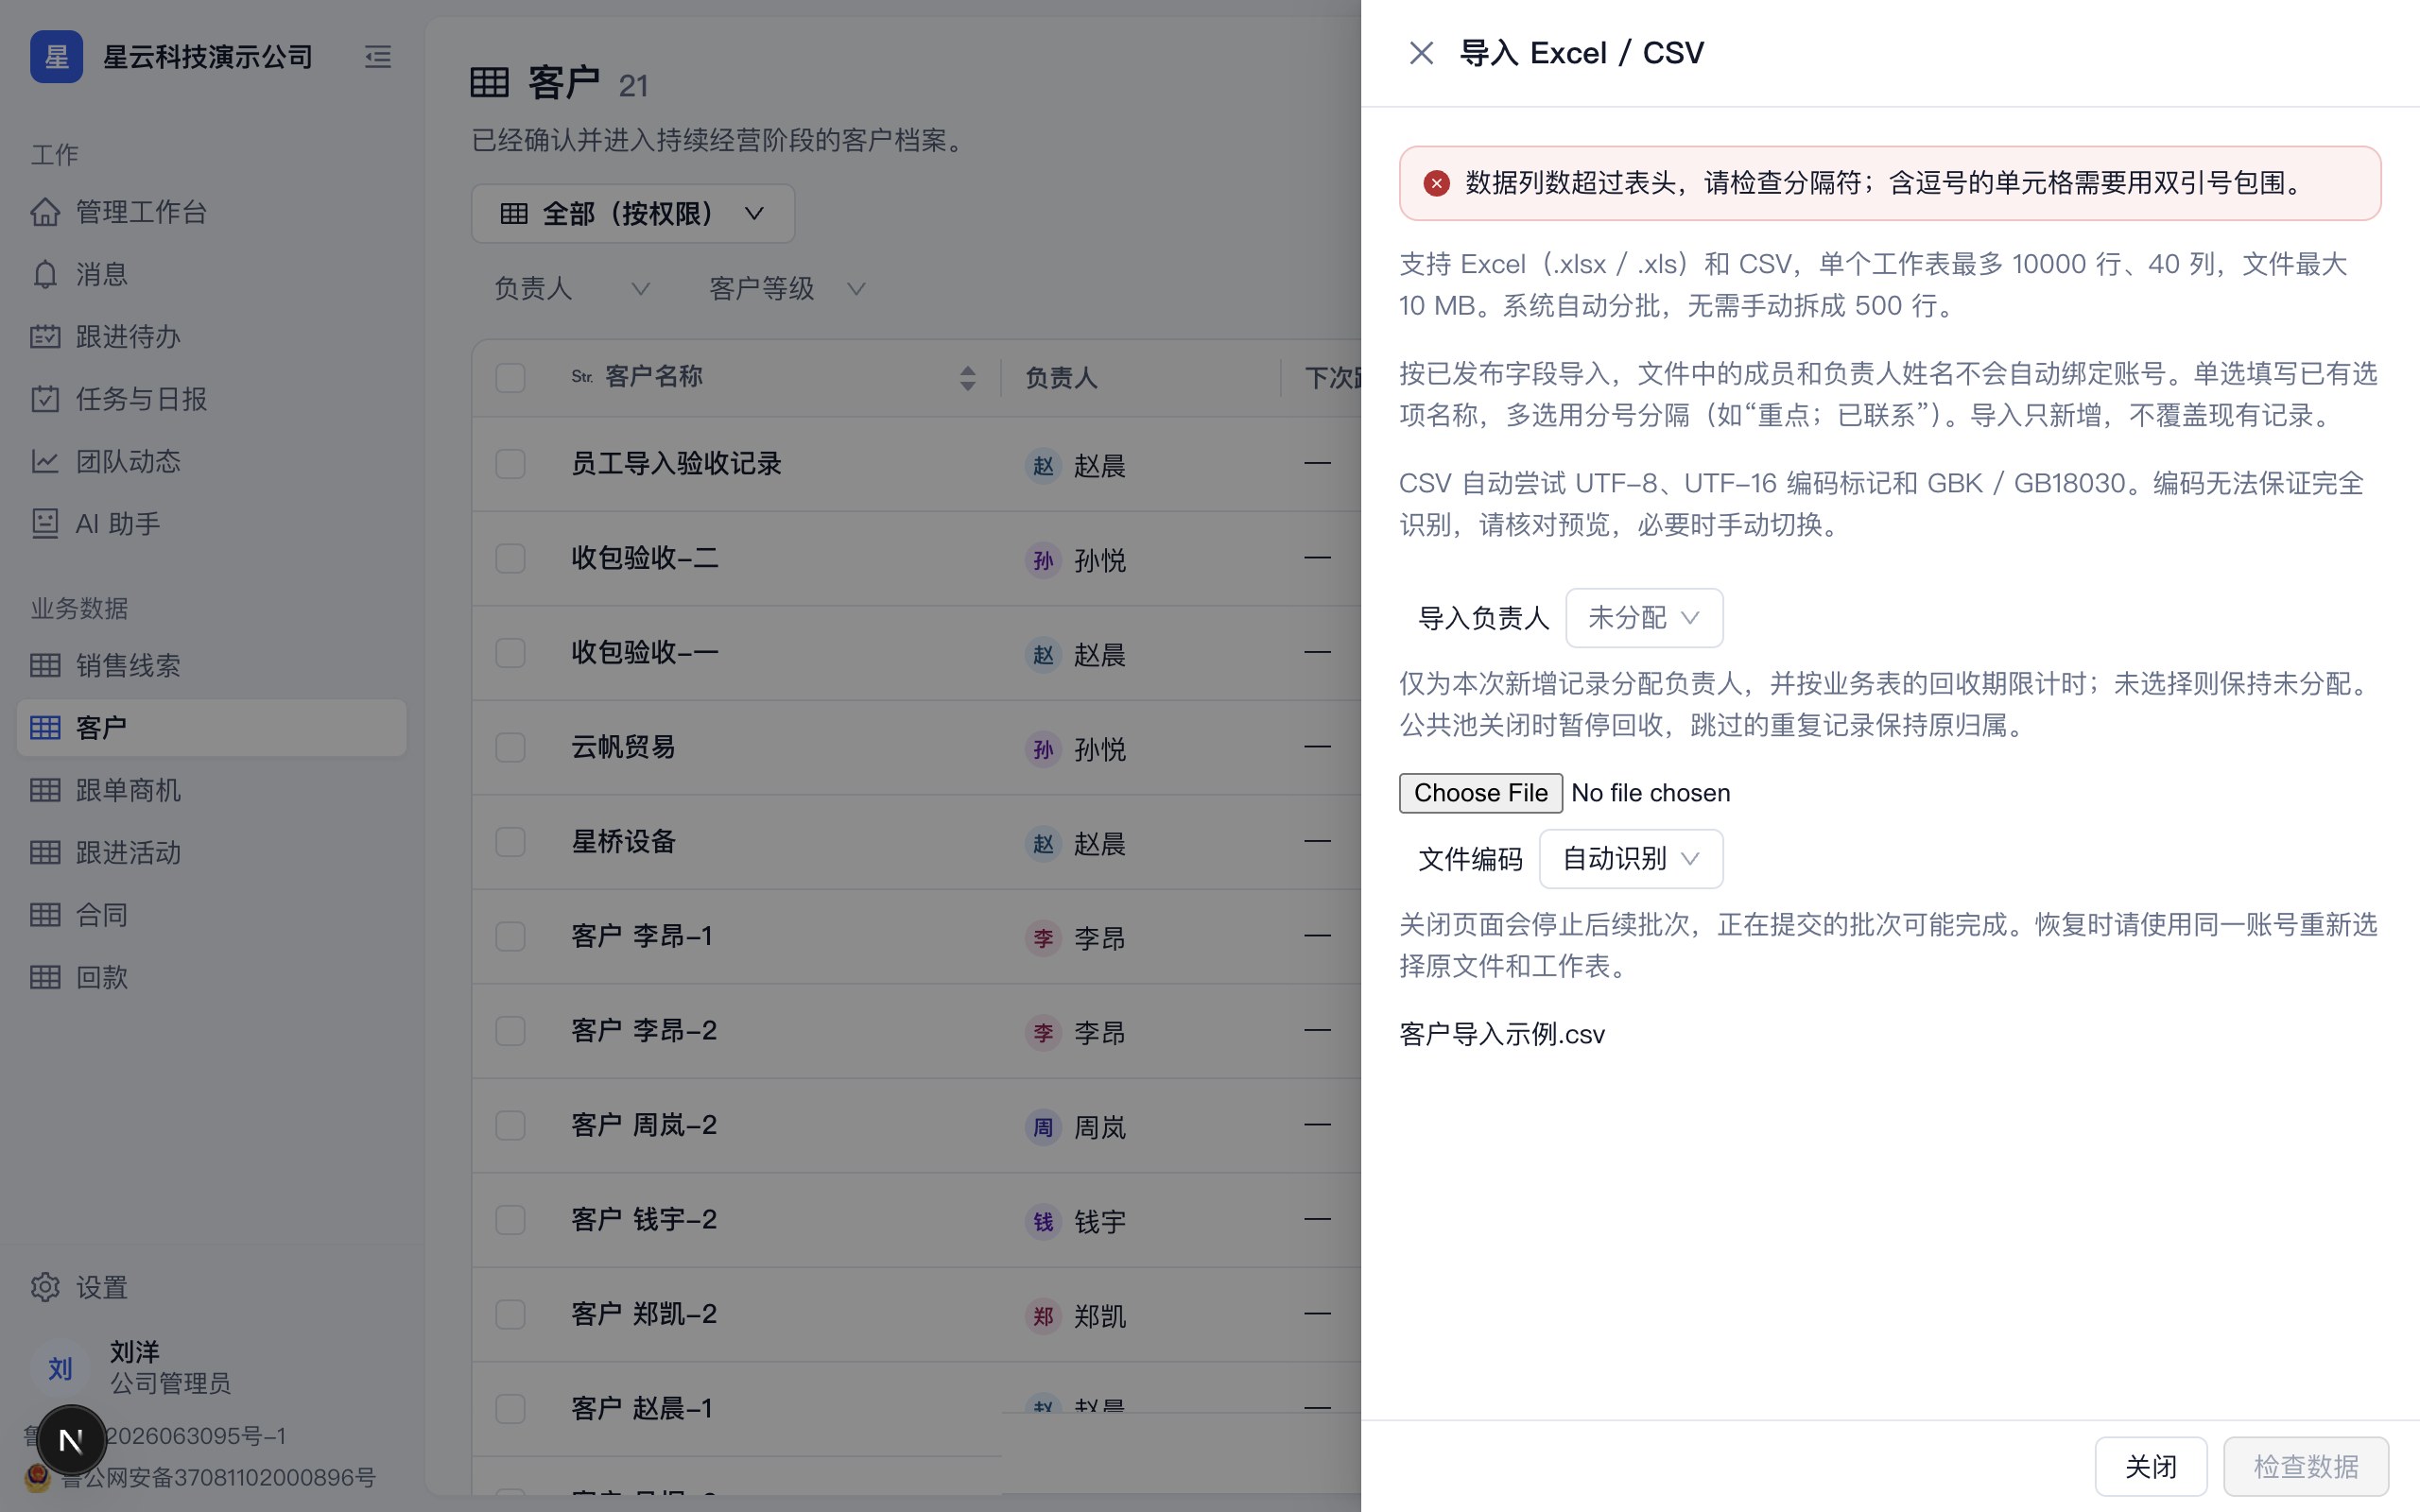 星 星云科技演示公司
工作
管理工作台
消息
跟进待办
任务与日报
团队动态
AI 助手
业务数据
销售线索
客户
跟单商机
跟进活动
合同
回款
设置
刘 刘洋
公司管理员
N 2026063095号-1
鲁公网安备37081102000896号
客户 21
已经确认并进入持续经营阶段的客户档案。
全部（按权限）
负责人 客户等级
Str. 客户名称 负责人 下次
员工导入验收记录 赵 赵晨 —
收包验收-二 孙 孙悦 —
收包验收-一 赵 赵晨 —
云帆贸易 孙 孙悦 —
星桥设备 赵 赵晨 —
客户 李昂-1 李 李昂 —
客户 李昂-2 李 李昂 —
客户 周岚-2 周 周岚 —
客户 钱宇-2 钱 钱宇 —
客户 郑凯-2 郑 郑凯 —
客户 赵晨-1 赵 赵晨 —
导入 Excel / CSV
数据列数超过表头，请检查分隔符；含逗号的单元格需要用双引号包围。
支持 Excel（.xlsx / .xls）和 CSV，单个工作表最多 10000 行、40 列，文件最大
10 MB。系统自动分批，无需手动拆成 500 行。
按已发布字段导入，文件中的成员和负责人姓名不会自动绑定账号。单选填写已有选
项名称，多选用分号分隔（如“重点；已联系”）。导入只新增，不覆盖现有记录。
CSV 自动尝试 UTF-8、UTF-16 编码标记和 GBK / GB18030。编码无法保证完全
识别，请核对预览，必要时手动切换。
导入负责人 未分配
仅为本次新增记录分配负责人，并按业务表的回收期限计时；未选择则保持未分配。
公共池关闭时暂停回收，跳过的重复记录保持原归属。
Choose File No file chosen
文件编码 自动识别
关闭页面会停止后续批次，正在提交的批次可能完成。恢复时请使用同一账号重新选
择原文件和工作表。
客户导入示例.csv
关闭 检查数据